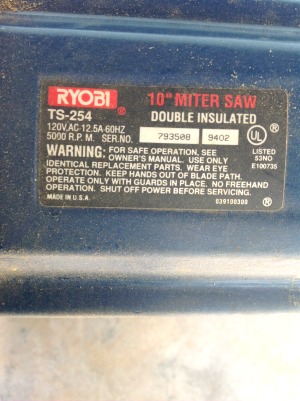 RYOBI ® 10" MITER SAW
TS-254 DOUBLE INSULATED
120V.AC 12.5A 60HZ
5000 R.P.M. SER.NO. 793508 9402 UL ®
WARNING: FOR SAFE OPERATION, SEE
OWNER'S MANUAL. USE ONLY
IDENTICAL REPLACEMENT PARTS. WEAR EYE
PROTECTION. KEEP HANDS OUT OF BLADE PATH.
OPERATE ONLY WITH GUARDS IN PLACE. NO FREEHAND
OPERATION. SHUT OFF POWER BEFORE SERVICING.
LISTED
53NO
E100735
MADE IN U.S.A. 039100300 ®